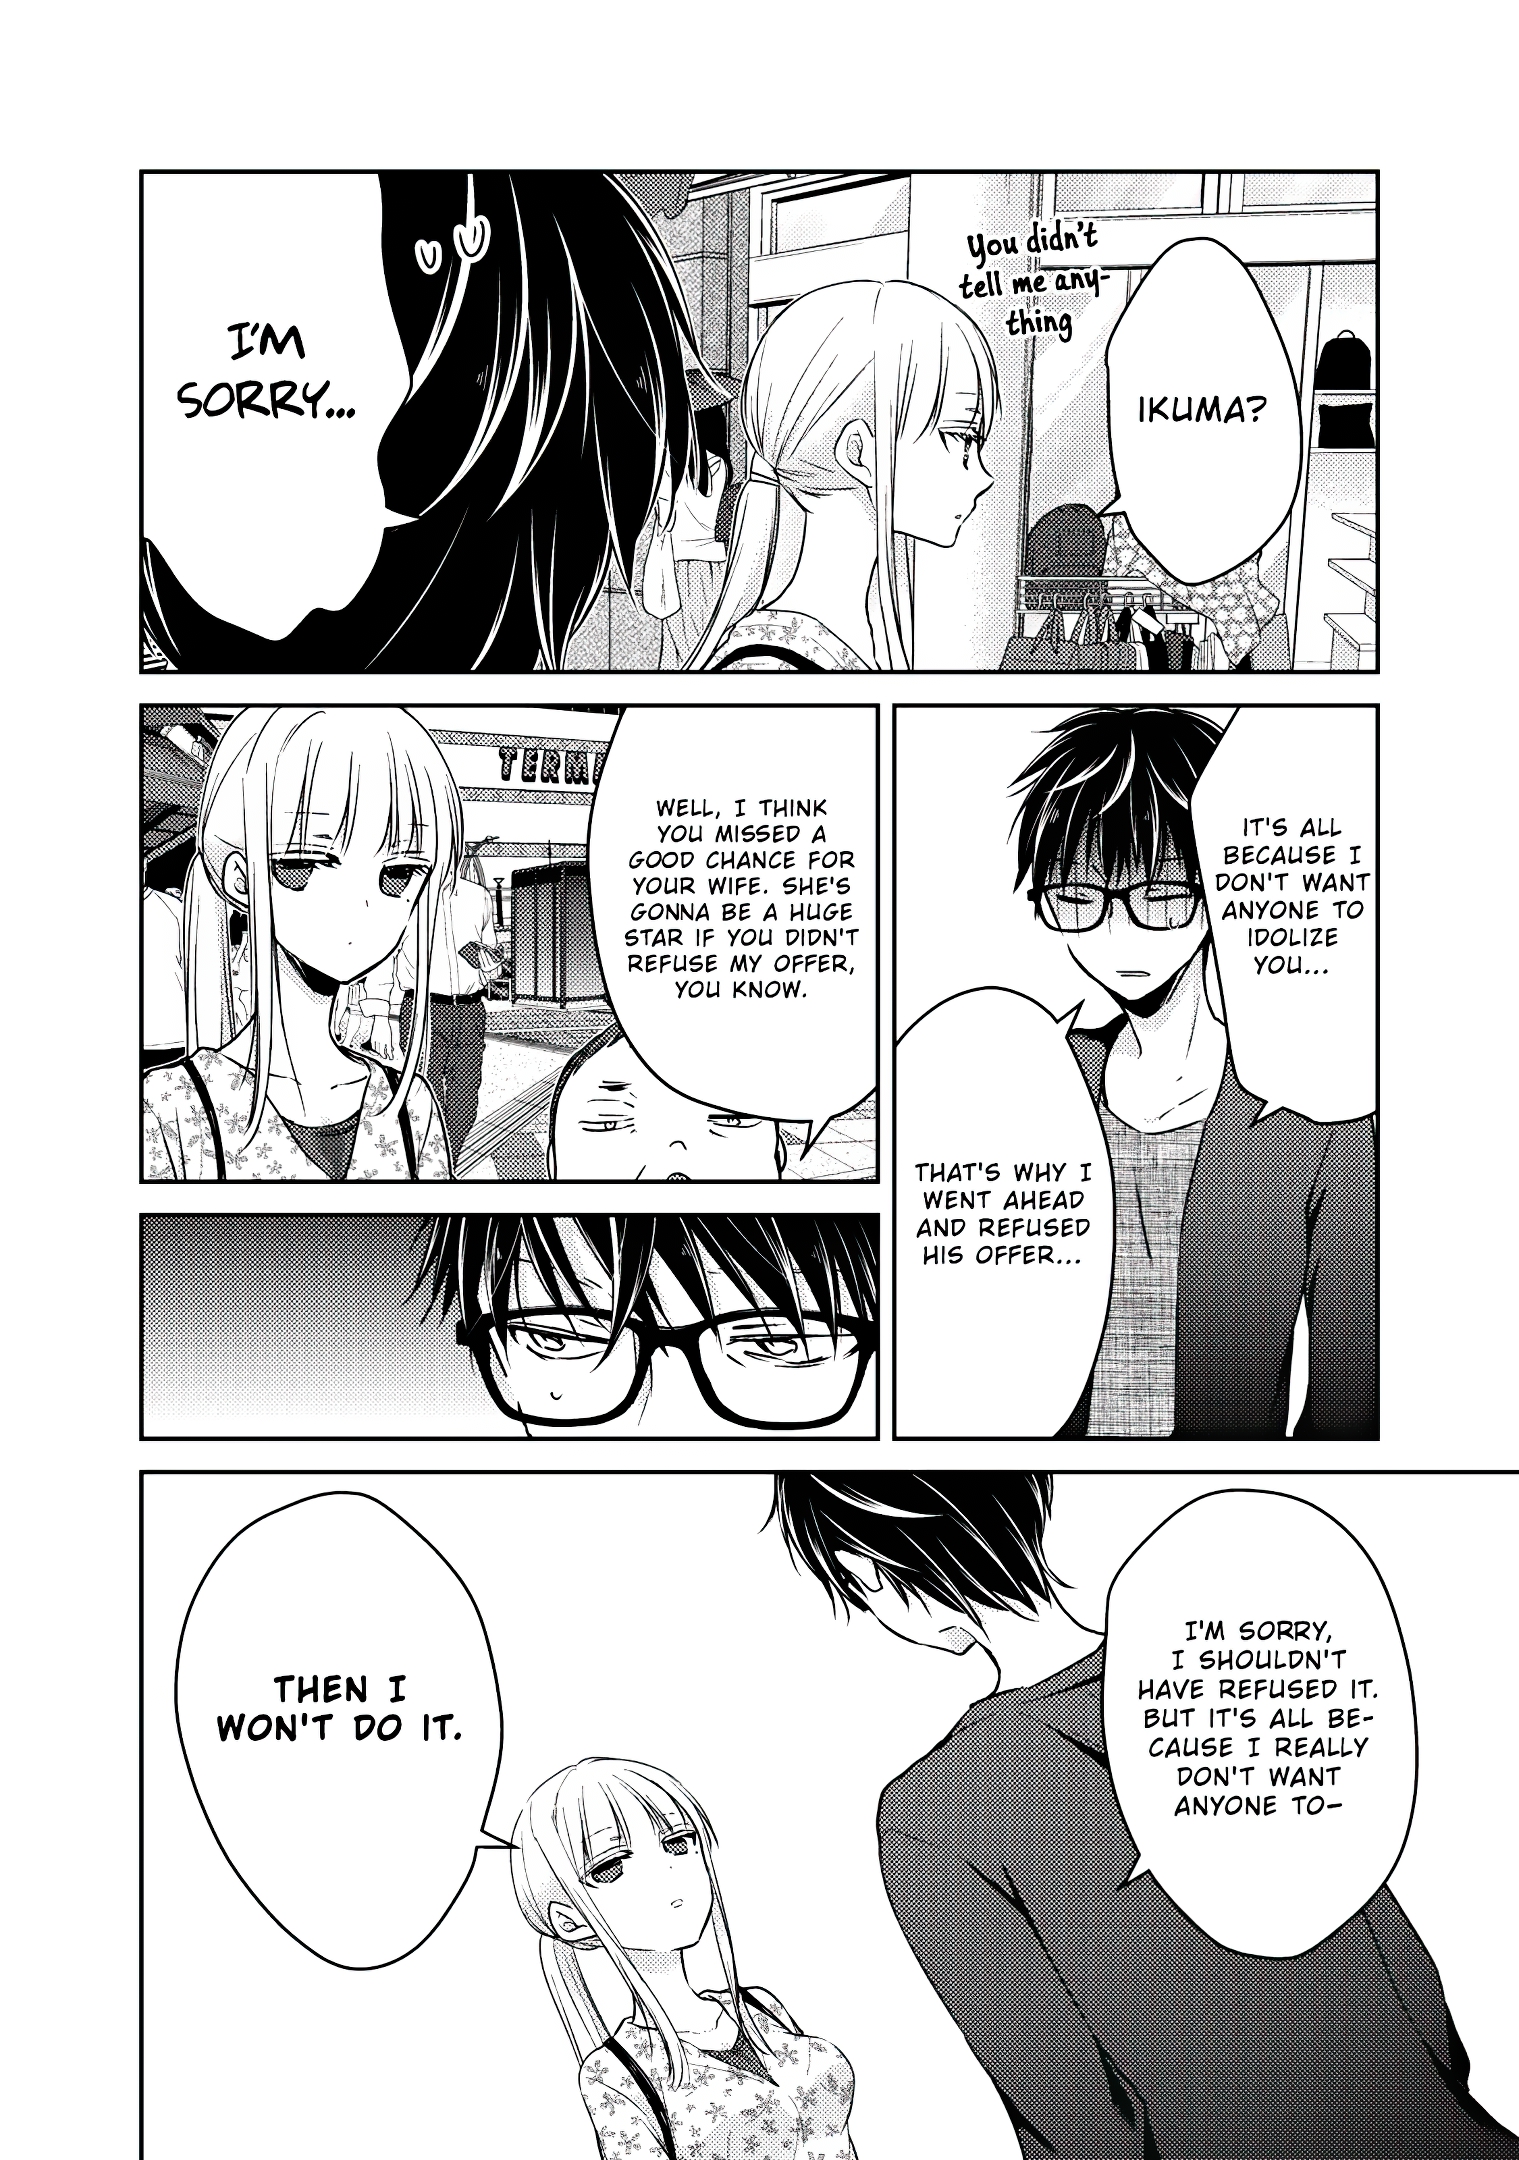 IKUMA?
You didn't
tell me any-
thing
I'M
SORRY...
IT'S ALL
BECAUSE I
DON'T WANT
ANYONE TO
IDOLIZE
YOU...
THAT'S WHY I
WENT AHEAD
AND REFUSED
HIS OFFER...
WELL, I THINK
YOU MISSED A
GOOD CHANCE FOR
YOUR WIFE. SHE'S
GONNA BE A HUGE
STAR IF YOU DIDN'T
REFUSE MY OFFER,
YOU KNOW.
TERM
I'M SORRY,
I SHOULDN'T
HAVE REFUSED IT.
BUT IT'S ALL BE-
CAUSE I REALLY
DON'T WANT
ANYONE TO-
THEN I
WON'T DO IT.